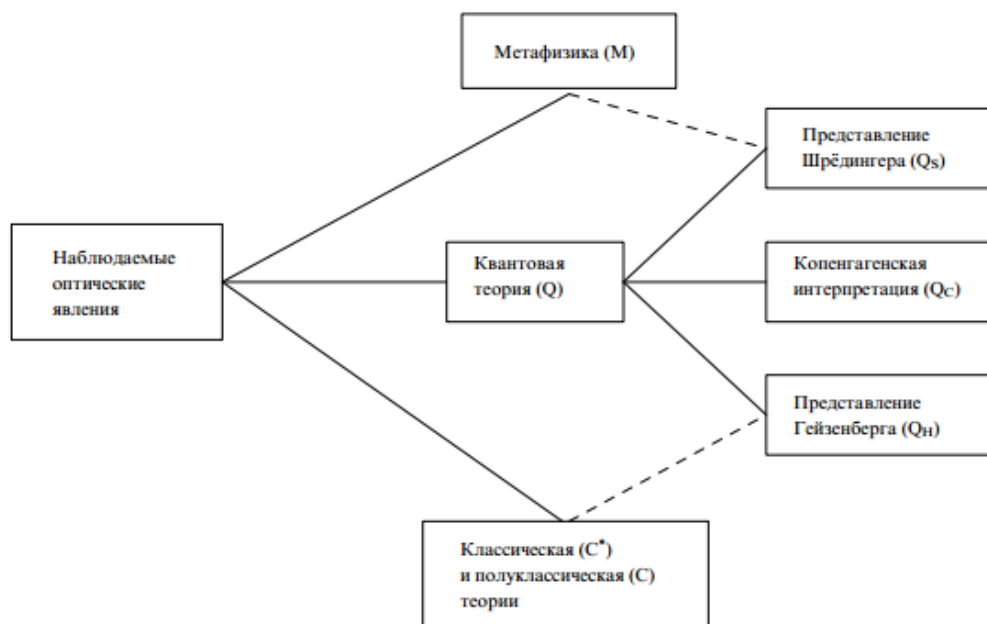 Метафизика (M)
Представление
Шрёдингера (QS)
Наблюдаемые
оптические
явления
Квантовая
теория (Q)
Копенгагенская
интерпретация (QC)
Представление
Гейзенберга (QH)
Классическая (C*)
и полуклассическая (C)
теории